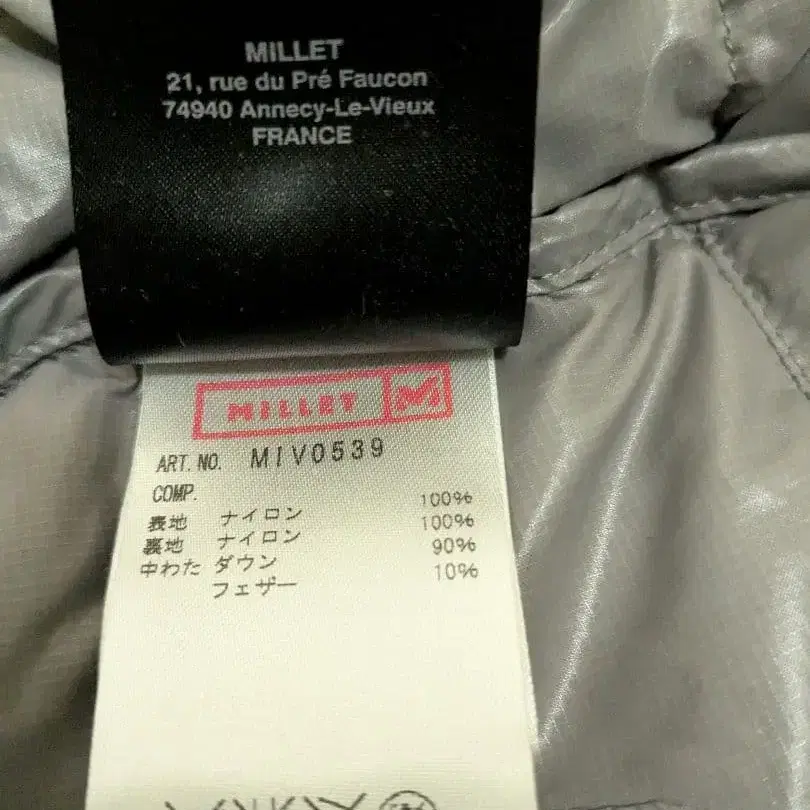 MILLET
21, rue du Pré Faucon
74940 Annecy-Le-Vieux
FRANCE
MILLET M
ART. NO. MIV0539
COMP.
表地 ナイロン 100%
裏地 ナイロン 100%
中わた ダウン 90%
フェザー 10%